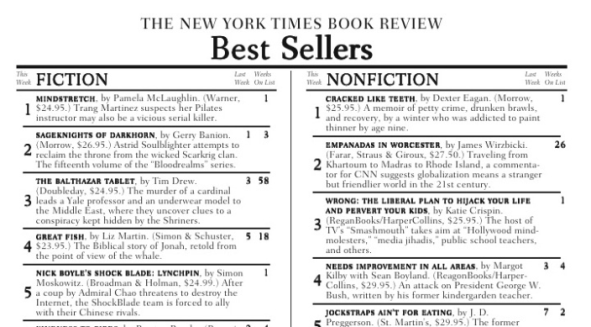 THE NEW YORK TIMES BOOK REVIEW
Best Sellers
This Week FICTION Last Week Weeks On List
1 MINDSTRETCH, by Pamela McLaughlin. (Warner, 1
$24.95.) Trang Martinez suspects her Pilates
instructor may also be a vicious serial killer.
2 SAGEKNIGHTS OF DARKHORN, by Gerry Banion. 1 3
(Morrow, $26.95.) Astrid Soulblighter attempts to
reclaim the throne from the wicked Scarkrig clan.
The fifteenth volume of the "Bloodrealms" series.
3 THE BALTHAZAR TABLET, by Tim Drew. 3 58
(Doubleday, $24.95.) The murder of a cardinal
leads a Yale professor and an underwear model to
the Middle East, where they uncover clues to a
conspiracy kept hidden by the Shriners.
4 GREAT FISH, by Liz Martin. (Simon & Schuster, 5 18
$23.95.) The Biblical story of Jonah, retold from
the point of view of the whale.
5 NICK BOYLE'S SHOCK BLADE: LYNCHPIN, by Simon 1
Moskowitz. (Broadman & Holman, $24.99.) After
a coup by Admiral Chao threatens to destroy the
Internet, the ShockBlade team is forced to ally
with their Chinese rivals.
This Week NONFICTION Last Week Weeks On List
1 CRACKED LIKE TEETH, by Dexter Eagan. (Morrow, 1
$25.95.) A memoir of petty crime, drunken brawls,
and recovery, by a writer who was addicted to paint
thinner by age nine.
2 EMPANADAS IN WORCESTER, by James Wirzbicki. 26
(Farar, Straus & Giroux, $27.50.) Traveling from
Khartoum to Madras to Rhode Island, a commenta-
tor for CNN suggests globalization means a stranger
but friendlier world in the 21st century.
3 WRONG: THE LIBERAL PLAN TO HIJACK YOUR LIFE 1
AND PERVERT YOUR KIDS, by Katie Crispin.
(ReganBooks/HarperCollins, $25.95.) The host of
TV's "Smashmouth" takes aim at "Hollywood mind-
molesters," "media jihadis," public school teachers,
and others.
4 NEEDS IMPROVEMENT IN ALL AREAS, by Margot 3 4
Kilby with Sean Boyland. (ReagonBooks/Harper-
Collins, $29.95.) An attack on President George W.
Bush, written by his former kindergarten teacher.
JOCKSTRAPS AIN'T FOR EATING, by J. D. 7 2
Preggerson. (St. Martin's, $29.95.) The former